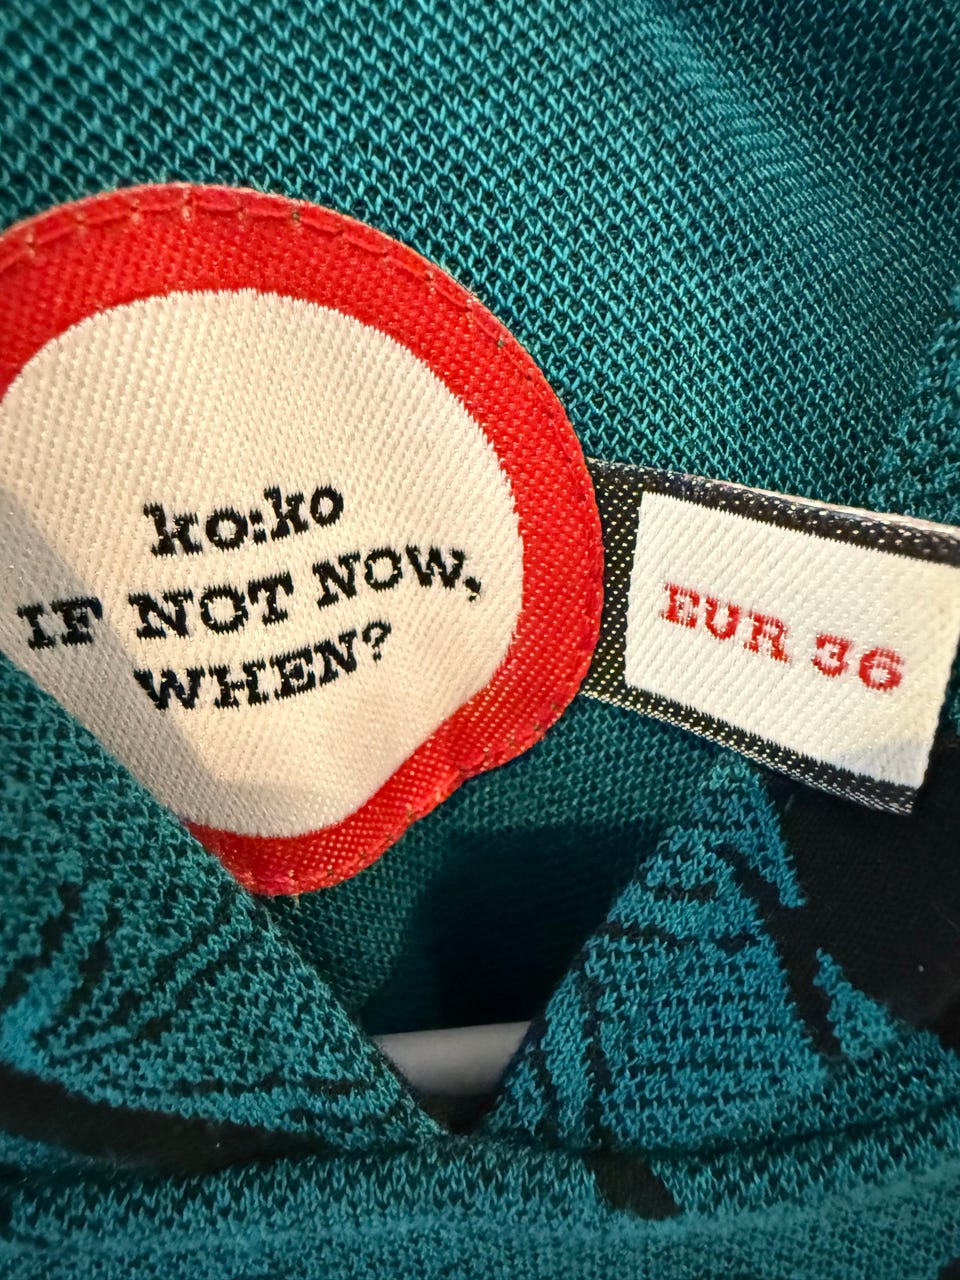 ko:ko
IF NOT NOW,
WHEN?
EUR 36